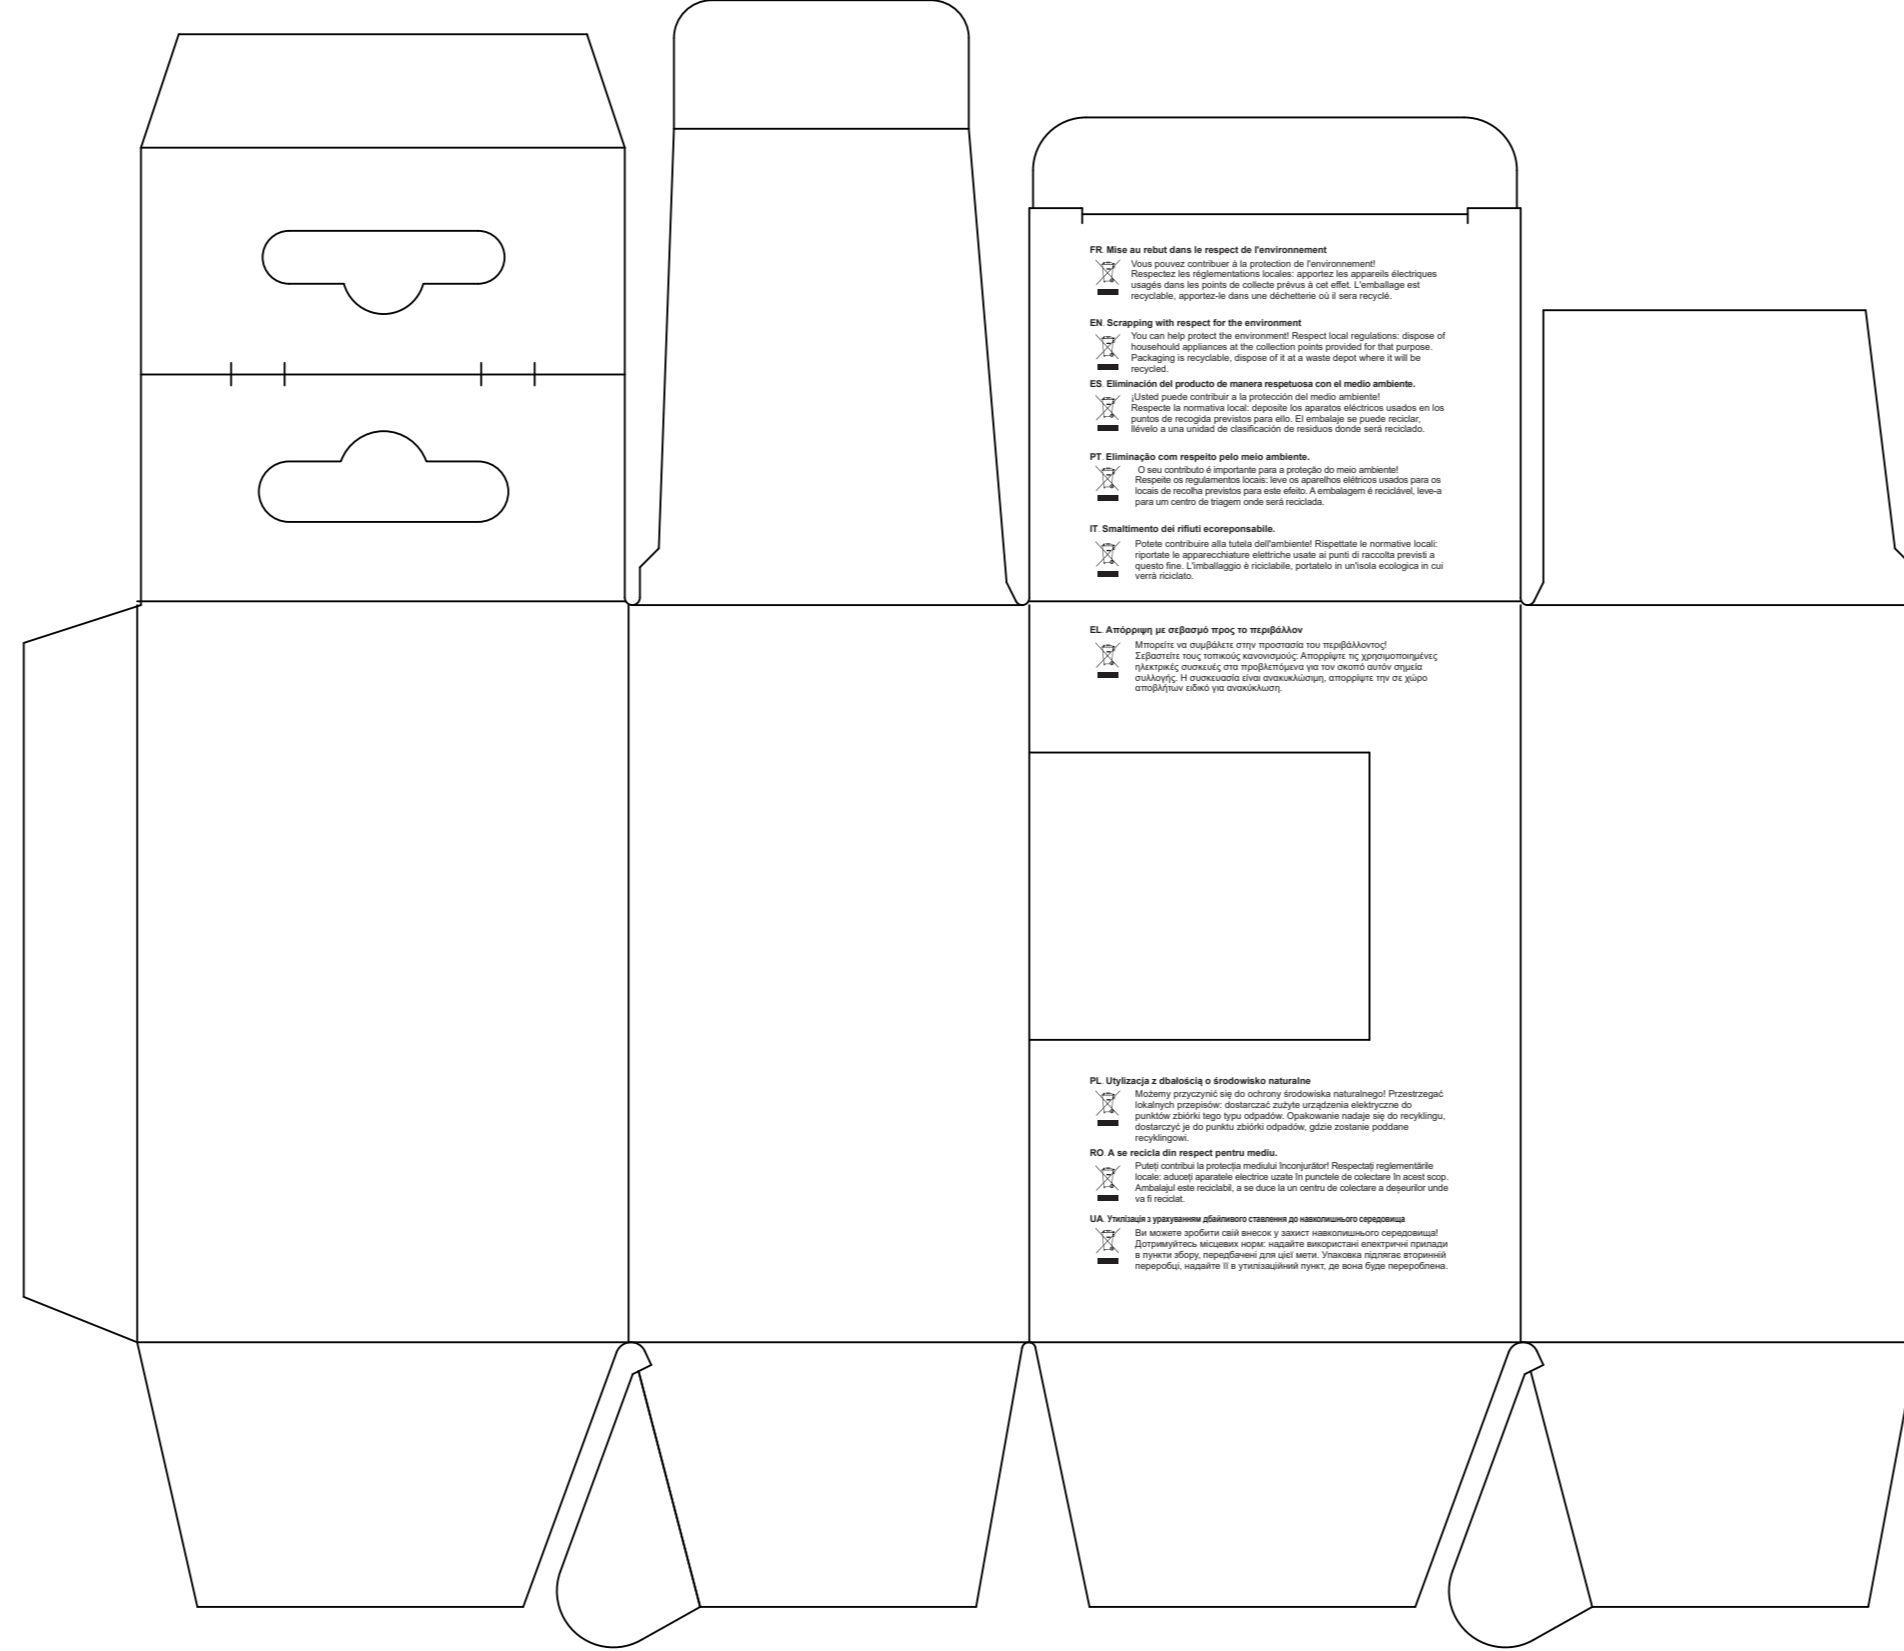 FR. Mise au rebut dans le respect de l'environnement
Vous pouvez contribuer à la protection de l'environnement!
Respectez les réglementations locales: apportez les appareils électriques
usagés dans les points de collecte prévus à cet effet. L'emballage est
recyclable, apportez-le dans une déchetterie où il sera recyclé.
EN. Scrapping with respect for the environment
You can help protect the environment! Respect local regulations: dispose of
househould appliances at the collection points provided for that purpose.
Packaging is recyclable, dispose of it at a waste depot where it will be
recycled.
ES. Eliminación del producto de manera respetuosa con el medio ambiente.
¡Usted puede contribuir a la protección del medio ambiente!
Respecte la normativa local: deposite los aparatos eléctricos usados en los
puntos de recogida previstos para ello. El embalaje se puede reciclar,
llévelo a una unidad de clasificación de residuos donde será reciclado.
PT. Eliminação com respeito pelo meio ambiente.
O seu contributo é importante para a proteção do meio ambiente!
Respeite os regulamentos locais: leve os aparelhos elétricos usados para os
locais de recolha previstos para este efeito. A embalagem é reciclável, leve-a
para um centro de triagem onde será reciclada.
IT. Smaltimento dei rifiuti ecoreponsabile.
Potete contribuire alla tutela dell'ambiente! Rispettate le normative locali:
riportate le apparecchiature elettriche usate ai punti di raccolta previsti a
questo fine. L'imballaggio è riciclabile, portatelo in un'isola ecologica in cui
verrà riciclato.
EL. Απόρριψη με σεβασμό προς το περιβάλλον
Μπορείτε να συμβάλετε στην προστασία του περιβάλλοντος!
Σεβαστείτε τους τοπικούς κανονισμούς: Απορρίψτε τις χρησιμοποιημένες
ηλεκτρικές συσκευές στα προβλεπόμενα για τον σκοπό αυτόν σημεία
συλλογής. Η συσκευασία είναι ανακυκλώσιμη, απορρίψτε την σε χώρο
αποβλήτων ειδικό για ανακύκλωση.
PL. Utylizacja z dbałością o środowisko naturalne
Możemy przyczynić się do ochrony środowiska naturalnego! Przestrzegać
lokalnych przepisów: dostarczać zużyte urządzenia elektryczne do
punktów zbiórki tego typu odpadów. Opakowanie nadaje się do recyklingu,
dostarczyć je do punktu zbiórki odpadów, gdzie zostanie poddane
recyklingowi.
RO. A se recicla din respect pentru mediu.
Puteți contribui la protecția mediului înconjurător! Respectați reglementările
locale: aduceți aparatele electrice uzate în punctele de colectare în acest scop.
Ambalajul este reciclabil, a se duce la un centru de colectare a deșeurilor unde
va fi reciclat.
UA. Утилізація з урахуванням дбайливого ставлення до навколишнього середовища
Ви можете зробити свій внесок у захист навколишнього середовища!
Дотримуйтесь місцевих норм: надайте використані електричні прилади
в пункти збору, передбачені для цієї мети. Упаковка підлягає вторинній
переробці, надайте її в утилізаційний пункт, де вона буде перероблена.